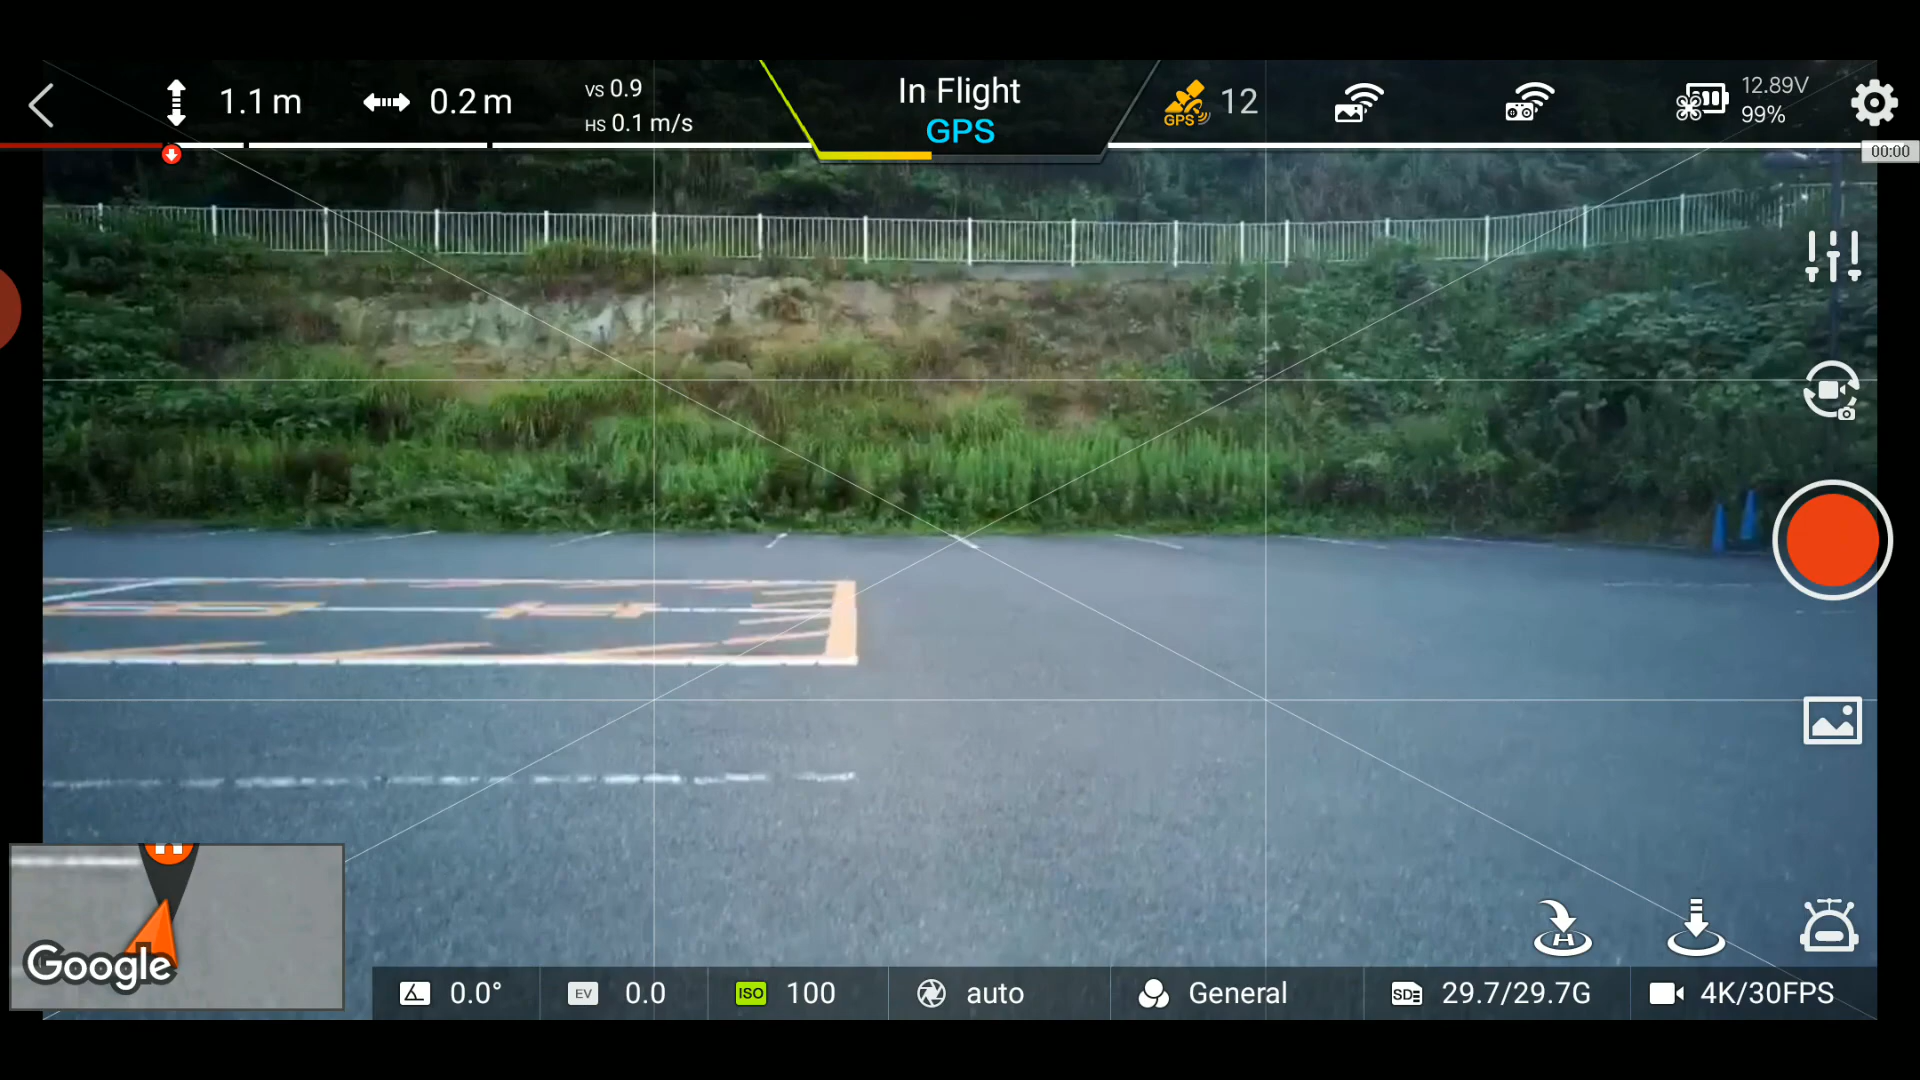 1.1 m
0.2 m
VS 0.9
HS 0.1 m/s
In Flight
GPS
GPS
12
12.89V
99%
00:00
Google
0.0°
EV 0.0
ISO 100
auto
General
SD 29.7/29.7G
4K/30FPS